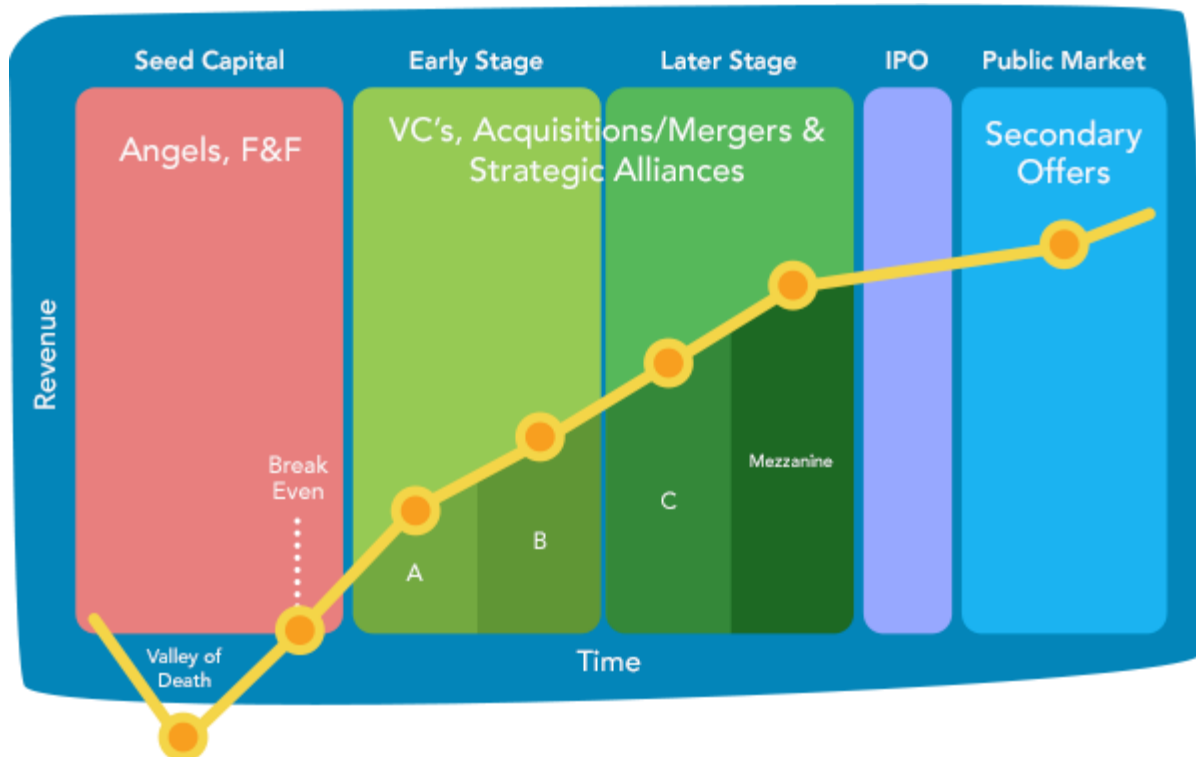 Seed Capital
Early Stage
Later Stage
IPO
Public Market
Angels, F&F
VC's, Acquisitions/Mergers &
Strategic Alliances
Secondary
Offers
Revenue
Break
Even
Mezzanine
C
B
A
Valley of
Death
Time